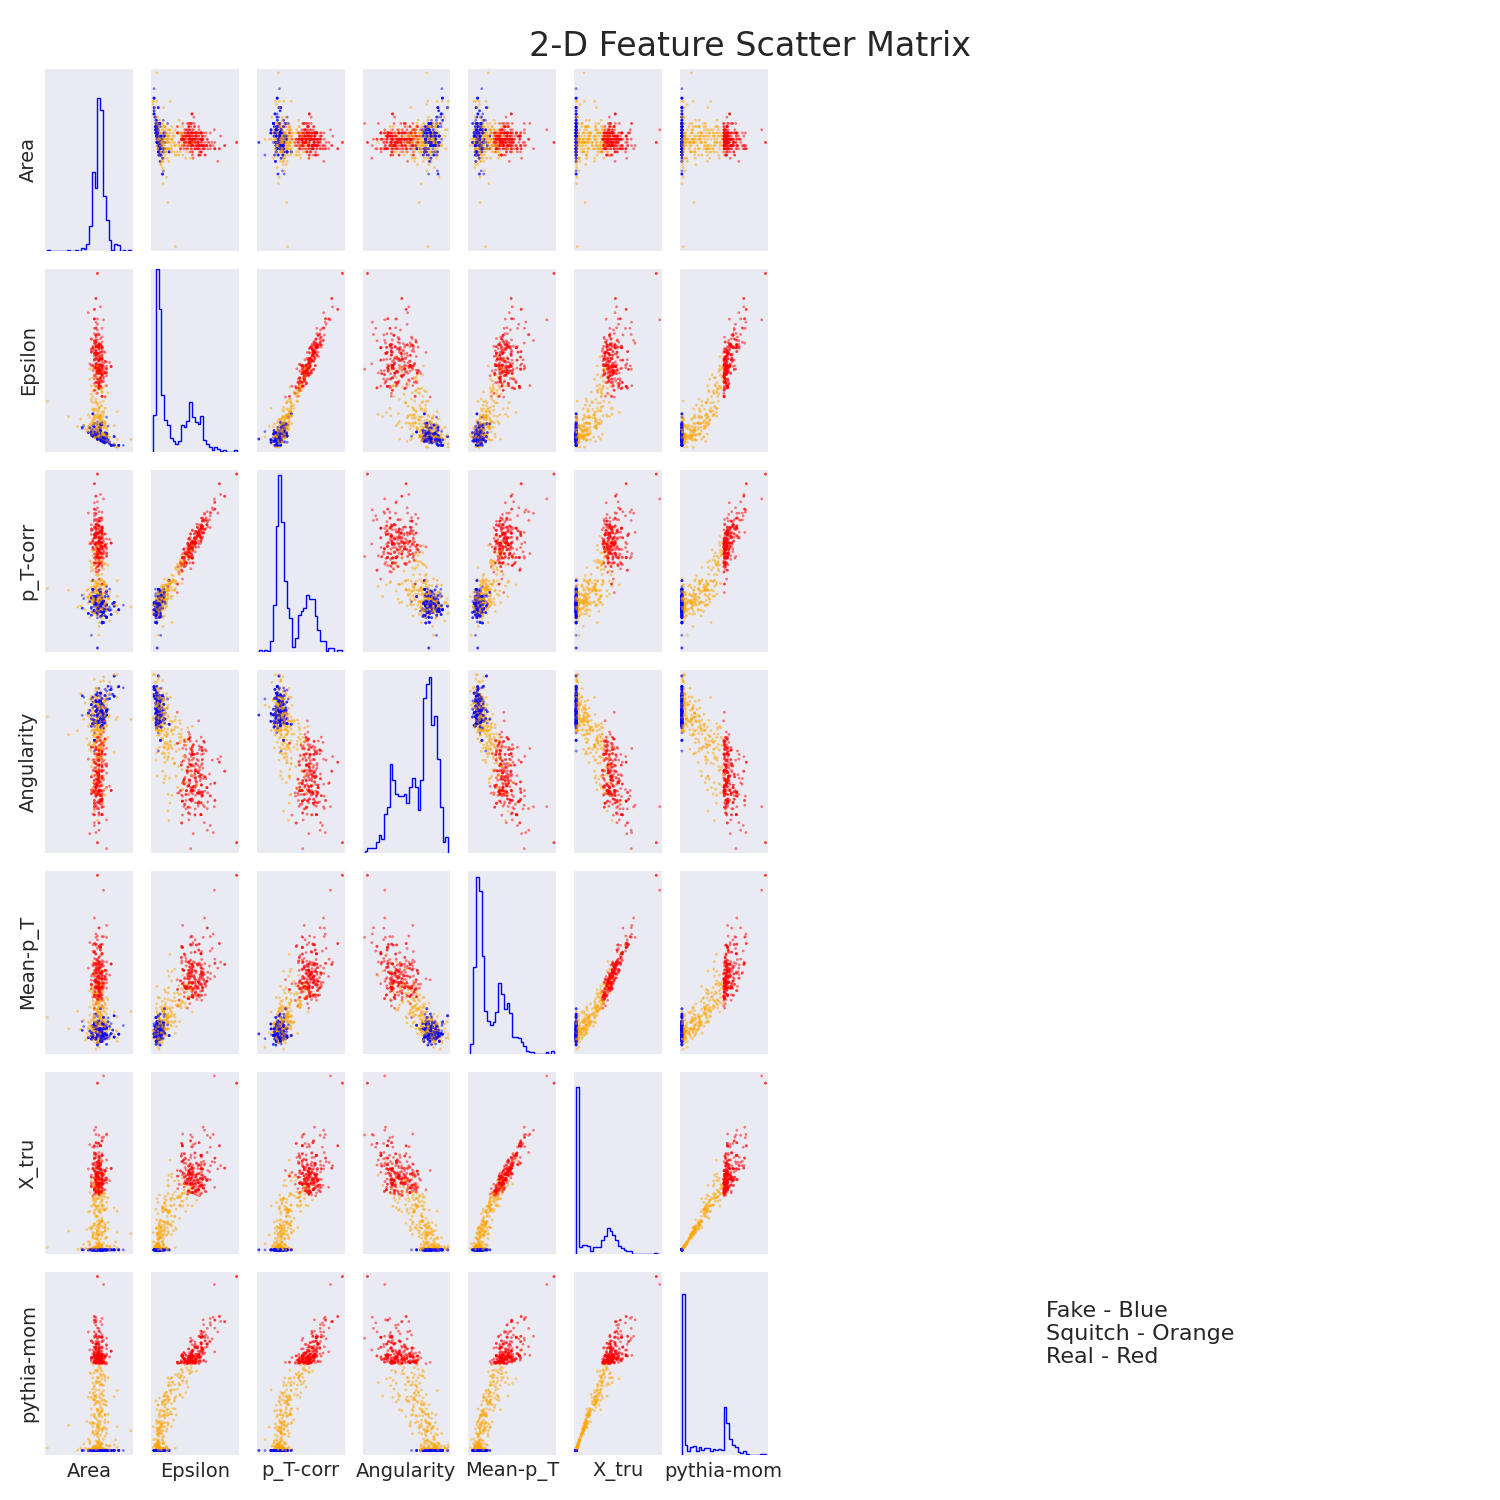 2-D Feature Scatter Matrix
Area
Epsilon
p_T-corr
Angularity
Mean-p_T
X_tru
pythia-mom
Fake - Blue
Squitch - Orange
Real - Red
Area Epsilon p_T-corr Angularity Mean-p_T X_tru pythia-mom